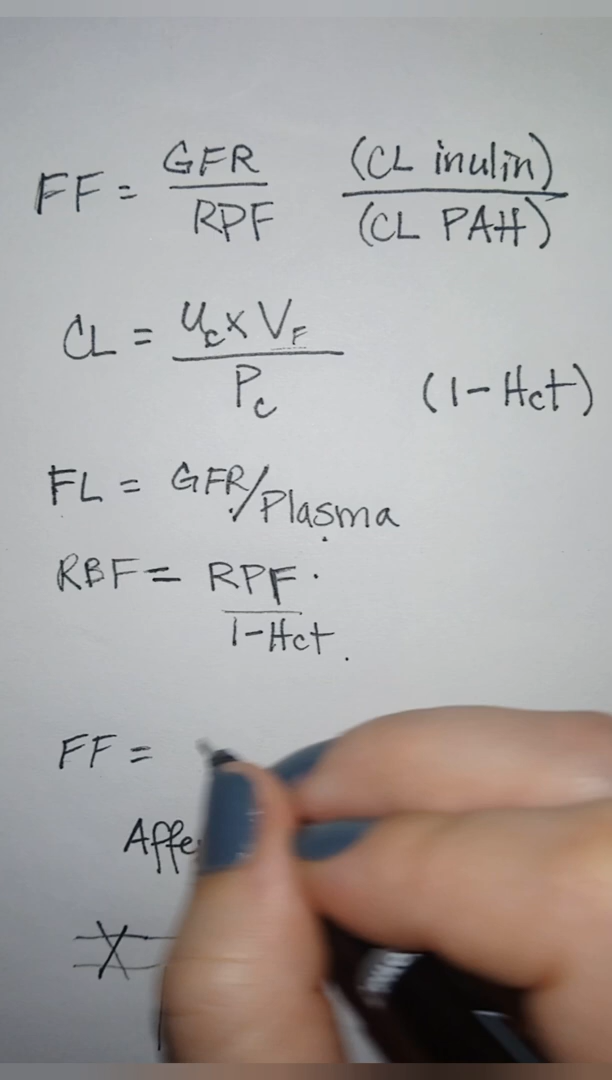 FF = GFR / RPF (CL inulin) / (CL PAH)
CL = Uc x VF / Pc (1 - Hct)
FL = GFR / Plasma
RBF = RPF / 1 - Hct
FF =
Affe